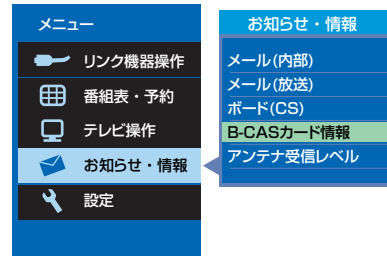 メニュー
リンク機器操作
番組表・予約
テレビ操作
お知らせ・情報
設定
お知らせ・情報
メール(内部)
メール(放送)
ボード(CS)
B-CASカード情報
アンテナ受信レベル